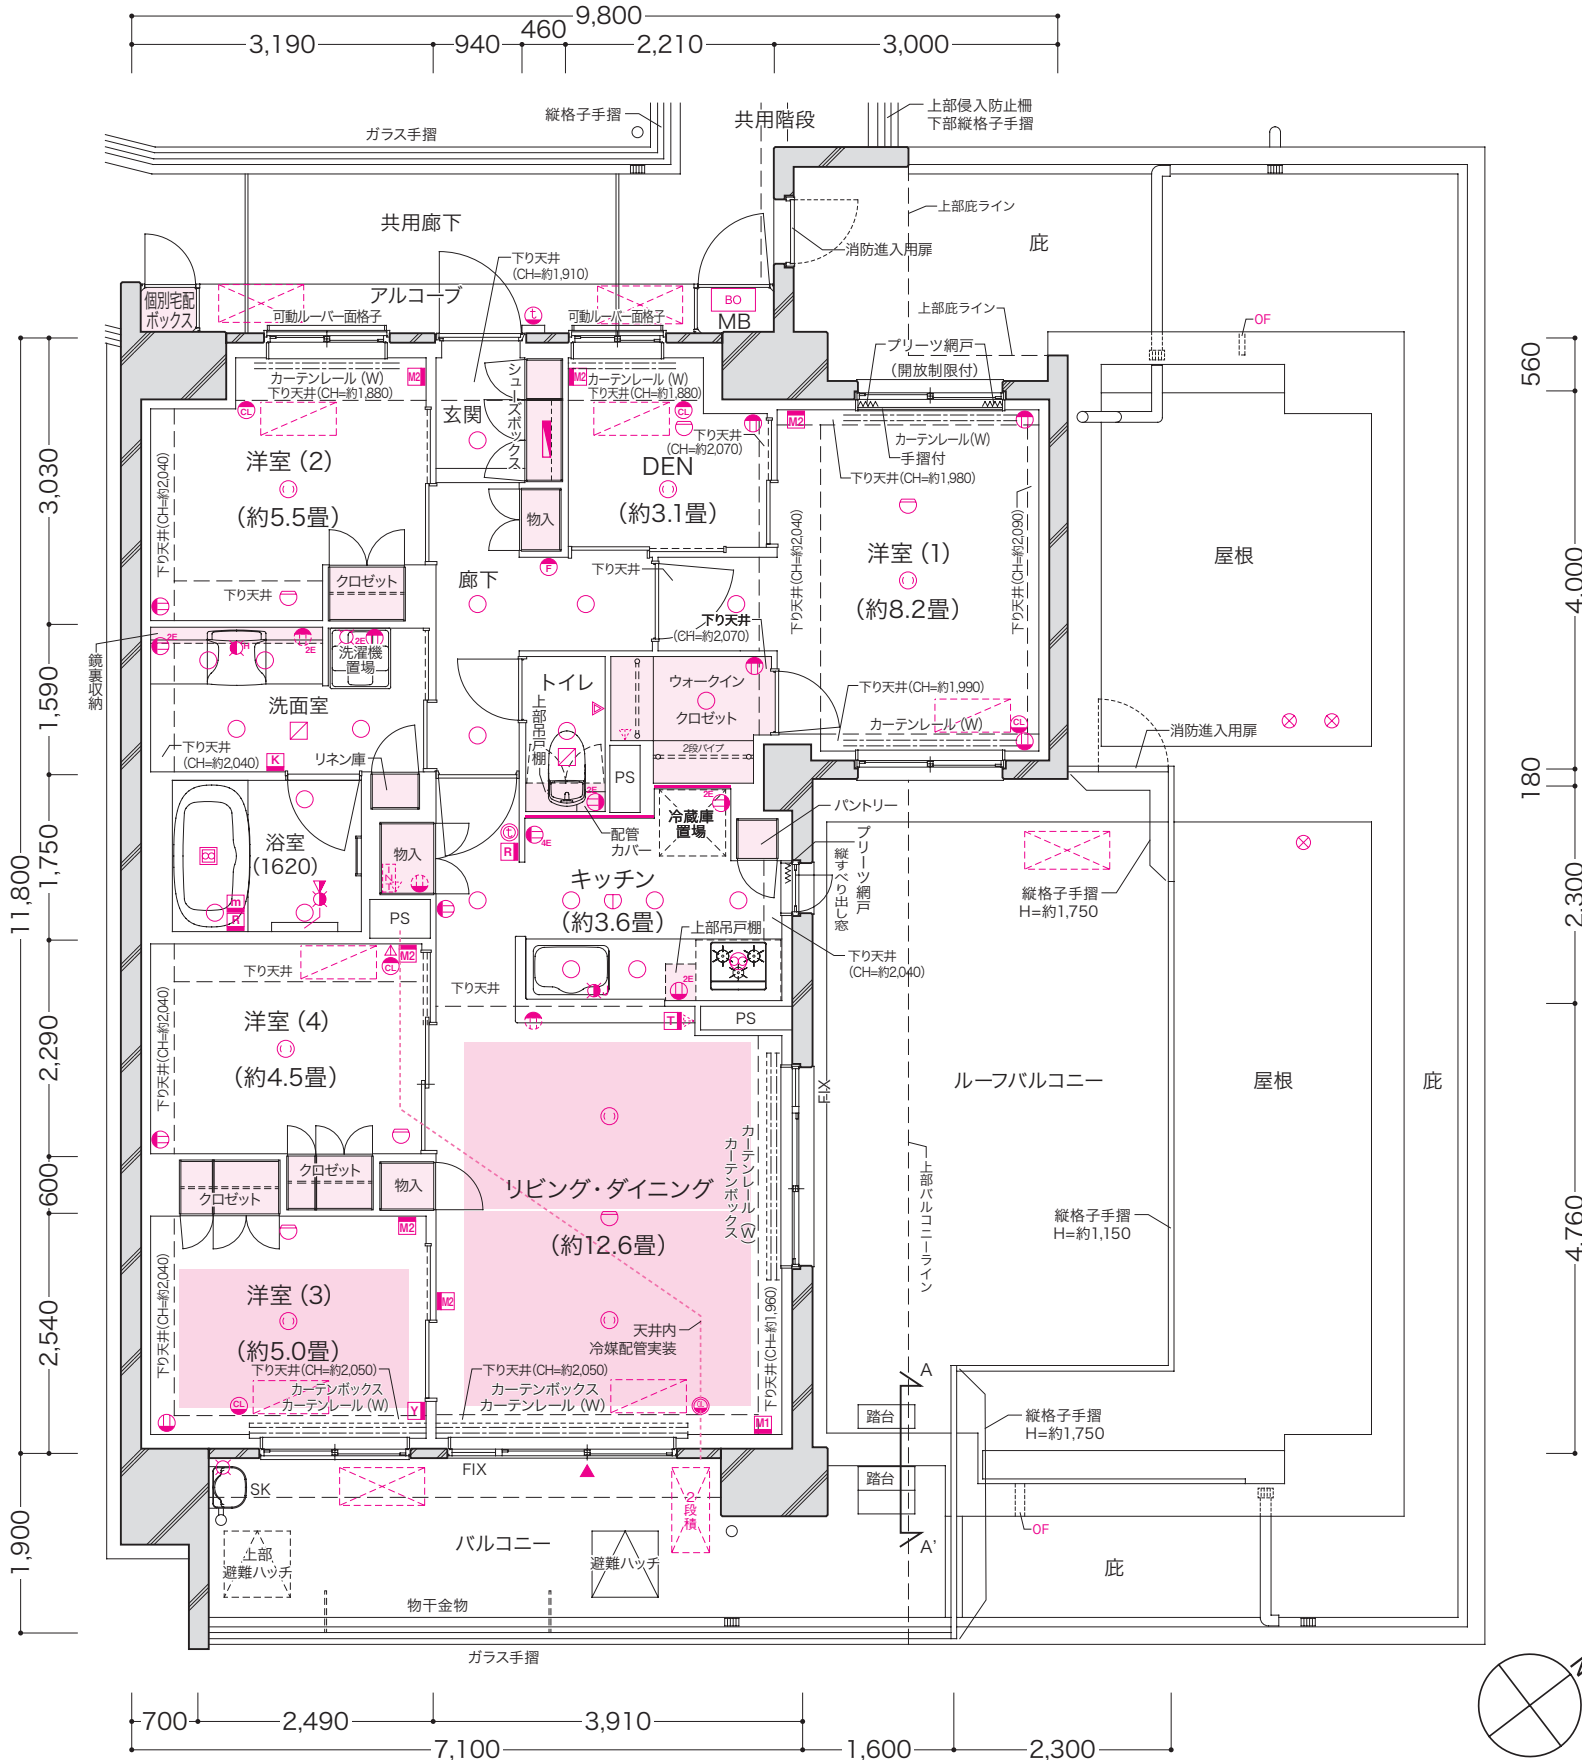 9,800
3,190
940
460
2,210
3,000
縦格子手摺
ガラス手摺
共用階段
上部侵入防止柵
下部縦格子手摺
共用廊下
上部庇ライン
消防進入用扉
庇
下り天井
(CH=約1,910)
個別宅配
ボックス
アルコーブ
可動ルーバー面格子
t
可動ルーバー面格子
BO
MB
上部庇ライン
OF
プリーツ網戸
(開放制限付)
カーテンレール (W)
下り天井(CH=約1,880)
M2
CL
玄関
シューズボックス
M2
カーテンレール (W)
下り天井(CH=約1,880)
CL
下り天井
(CH=約2,070)
M2
カーテンレール(W)
手摺付
下り天井(CH=約1,980)
洋室 (2)
(約5.5畳)
下り天井(CH=約2,040)
DEN
(約3.1畳)
物入
下り天井(CH=約2,040)
下り天井(CH=約2,090)
洋室 (1)
(約8.2畳)
屋根
クロゼット
下り天井
廊下
F
下り天井
下り天井
(CH=約2,070)
鏡裏収納
2E
R
2E
2E
洗濯機
置場
洗面室
下り天井
(CH=約2,040)
K
リネン庫
トイレ
上部吊戸棚
ウォークイン
クロゼット
2段パイプ
PS
2E
2E
下り天井(CH=約1,990)
カーテンレール (W)
CL
消防進入用扉
浴室
(1620)
m
R
物入
PS
t
R
4E
配管
カバー
冷蔵庫
置場
パントリー
プリーツ網戸
縦すべり出し窓
キッチン
(約3.6畳)
上部吊戸棚
2E
下り天井
(CH=約2,040)
縦格子手摺
H=約1,750
下り天井
M2
CL
下り天井
T
PS
洋室 (4)
(約4.5畳)
下り天井(CH=約2,040)
FIX
ルーフバルコニー
屋根
庇
カーテンレール (W)
カーテンボックス
クロゼット
クロゼット
物入
リビング・ダイニング
(約12.6畳)
上部バルコニーライン
縦格子手摺
H=約1,150
M2
下り天井(CH=約2,040)
洋室 (3)
(約5.0畳)
M2
下り天井(CH=約2,050)
カーテンボックス
カーテンレール (W)
CL
Y
下り天井(CH=約2,050)
カーテンボックス
カーテンレール (W)
天井内
冷媒配管実装
下り天井(CH=約1,960)
CL
M1
A
踏台
踏台
A'
縦格子手摺
H=約1,750
SK
FIX
2段積
バルコニー
上部
避難ハッチ
避難ハッチ
物干金物
ガラス手摺
OF
庇
3,030
1,590
1,750
2,290
600
2,540
11,800
1,900
560
4,000
180
2,300
4,760
700
2,490
3,910
7,100
1,600
2,300